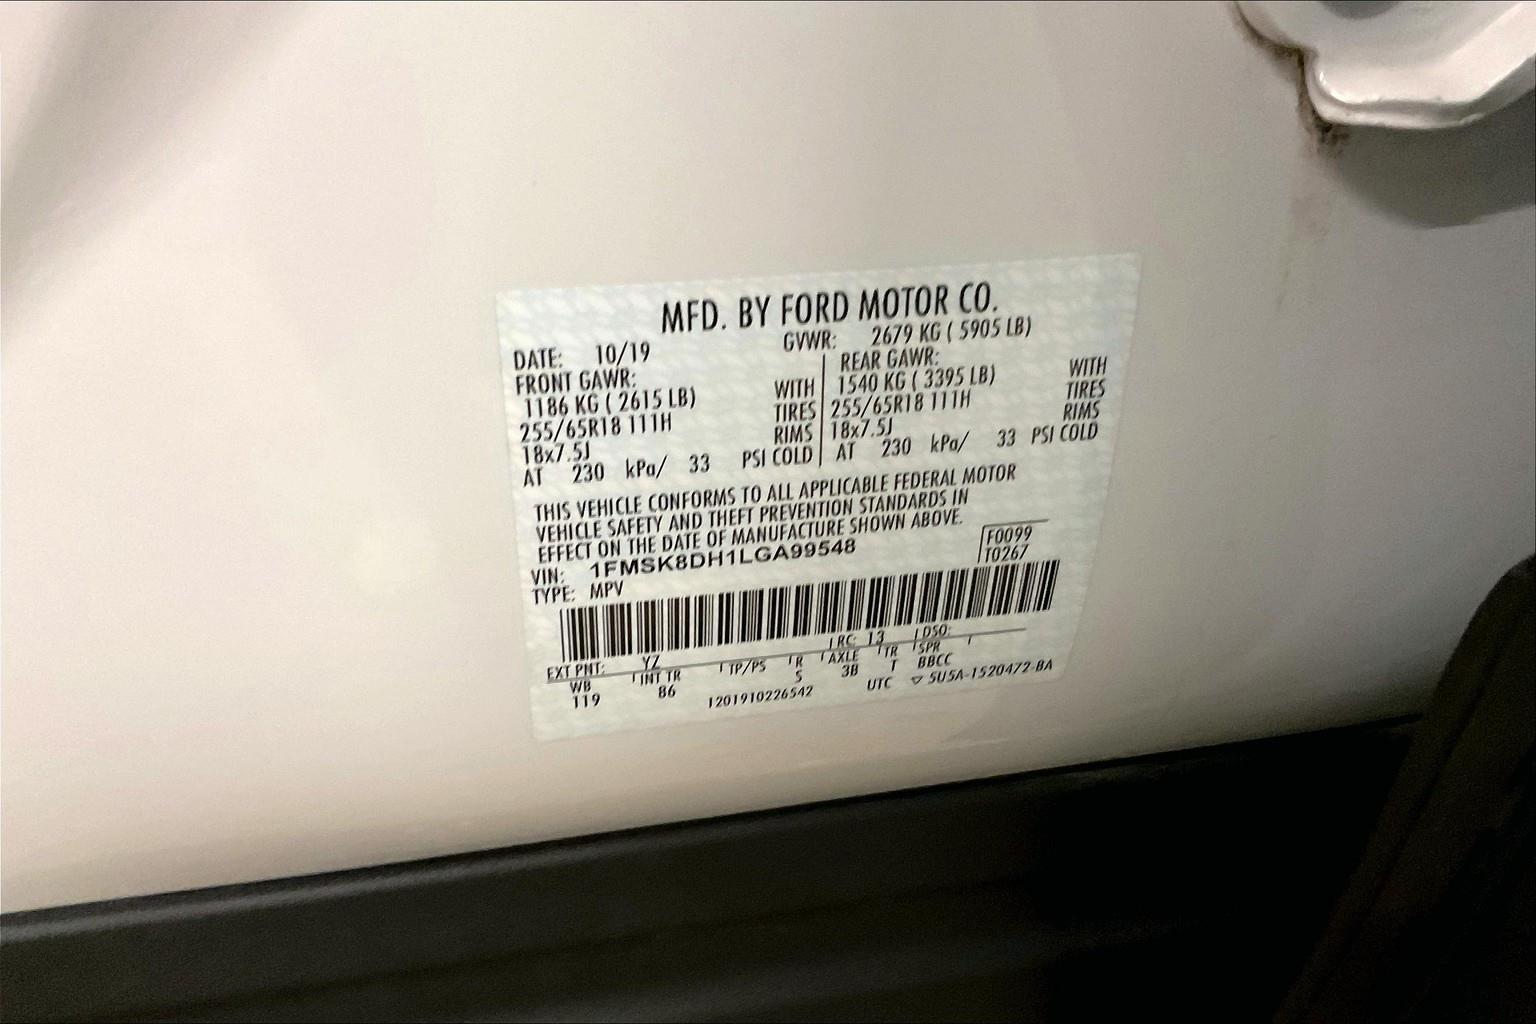 MFD. BY FORD MOTOR CO.
DATE: 10/19 GVWR: 2679 KG ( 5905 LB)
FRONT GAWR: REAR GAWR:
1186 KG ( 2615 LB) WITH 1540 KG ( 3395 LB) WITH
255/65R18 111H TIRES 255/65R18 111H TIRES
18x7.5J RIMS 18x7.5J RIMS
AT 230 kPa/ 33 PSI COLD AT 230 kPa/ 33 PSI COLD
THIS VEHICLE CONFORMS TO ALL APPLICABLE FEDERAL MOTOR
VEHICLE SAFETY AND THEFT PREVENTION STANDARDS IN
EFFECT ON THE DATE OF MANUFACTURE SHOWN ABOVE.
VIN: 1FMSK8DH1LGA99548 F0099
TYPE: MPV T0267
EXT PNT: YZ RC: 13 DSO:
WB INT TR TP/PS R AXLE TR SPR
119 86 5 3B T BBCC
1201910226542 UTC ▽ 5U5A-1520472-BA